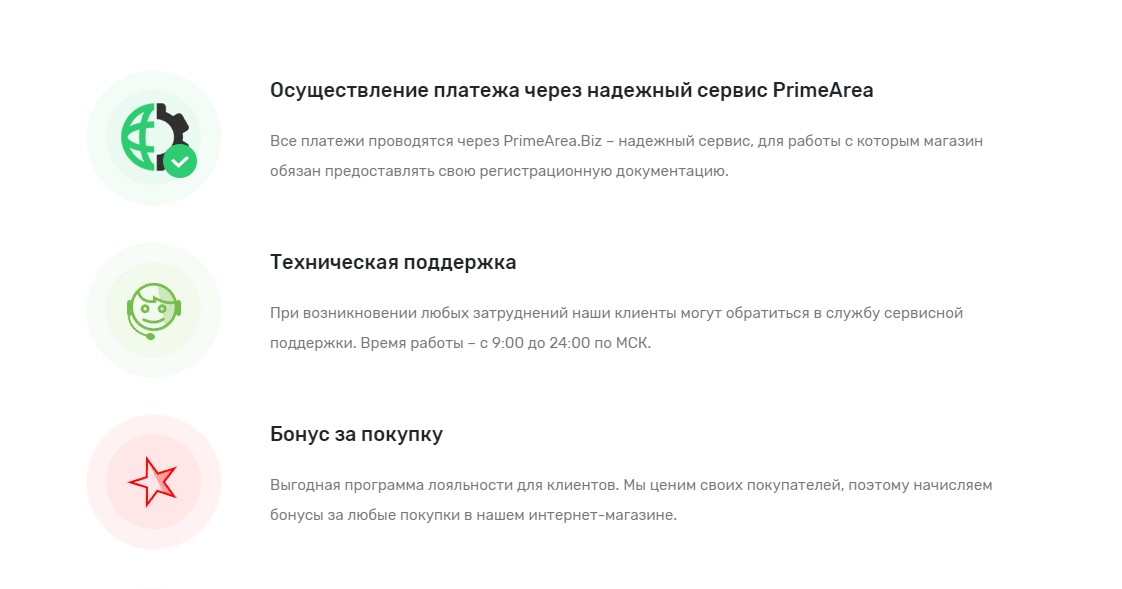 Осуществление платежа через надежный сервис PrimeArea
Все платежи проводятся через PrimeArea.Biz – надежный сервис, для работы с которым магазин
обязан предоставлять свою регистрационную документацию.
Техническая поддержка
При возникновении любых затруднений наши клиенты могут обратиться в службу сервисной
поддержки. Время работы – с 9:00 до 24:00 по МСК.
Бонус за покупку
Выгодная программа лояльности для клиентов. Мы ценим своих покупателей, поэтому начисляем
бонусы за любые покупки в нашем интернет-магазине.